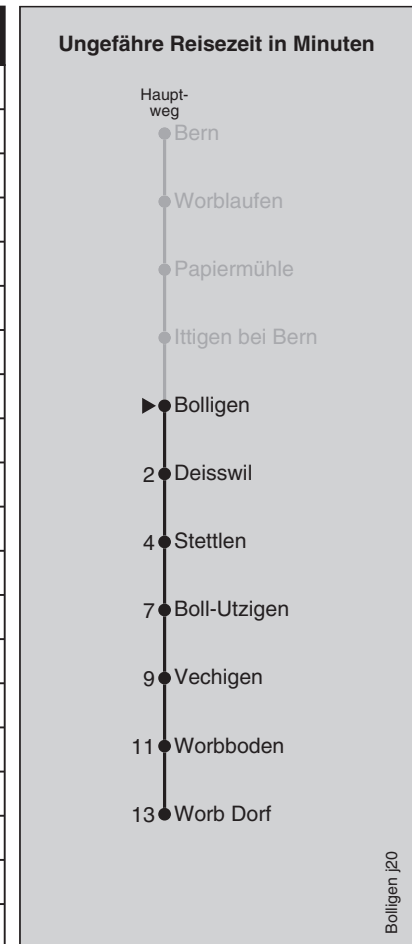 Ungefähre Reisezeit in Minuten
Haupt-
weg
Bern
Worblaufen
Papiermühle
Ittigen bei Bern
Bolligen
2 Deisswil
4 Stettlen
7 Boll-Utzigen
9 Vechigen
11 Worbboden
13 Worb Dorf
Bolligen j20